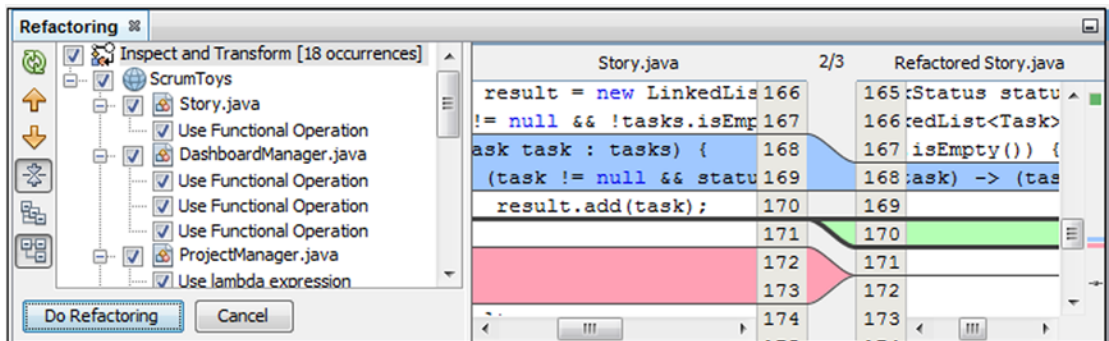 Refactoring
Inspect and Transform [18 occurrences]
ScrumToys
Story.java
Use Functional Operation
DashboardManager.java
Use Functional Operation
Use Functional Operation
Use Functional Operation
ProjectManager.java
Use lambda expression
Do Refactoring Cancel
Story.java 2/3 Refactored Story.java
result = new LinkedLis 166 165 rStatus statu
!= null && !tasks.isEmp 167 166 kedList<Task>
ask task : tasks) { 168 167 .isEmpty()) {
(task != null && statu 169 168 task) -> (tas
result.add(task); 170 169
171 170
172 171
173 172
174 173